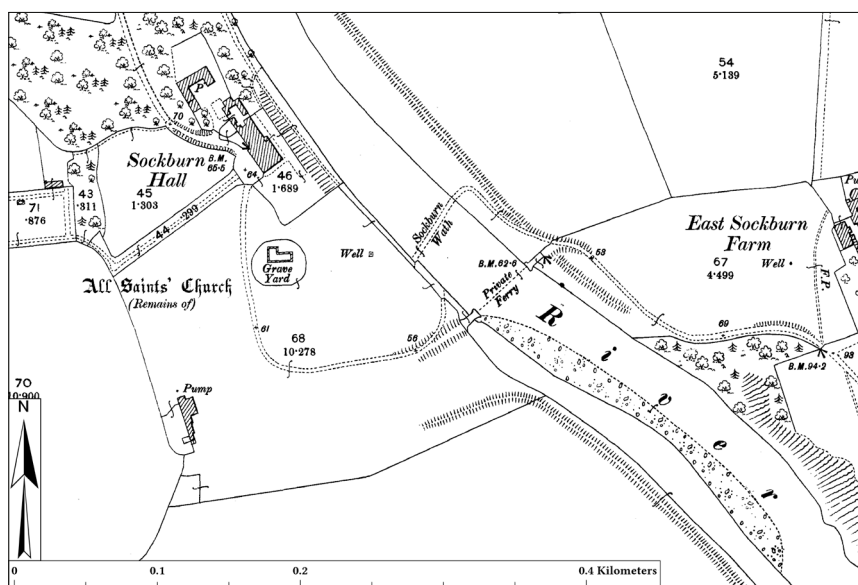 54
5·139
P
70
Sockburn
Hall
B.M.
65·5
+64
46
1·689
43
·311
45
1·303
71
·876
44
·299
Sockburn
Wath
Well
Grave
Yard
All Saints' Church
(Remains of)
Private
Ferry
B.M.62·6
58
East Sockburn
Farm
67
4·499
Well
F.P.
69
B.M.94·2
93
61
68
10·278
56
River
70
10·900
Pump
N
0
0.1
0.2
0.4 Kilometers